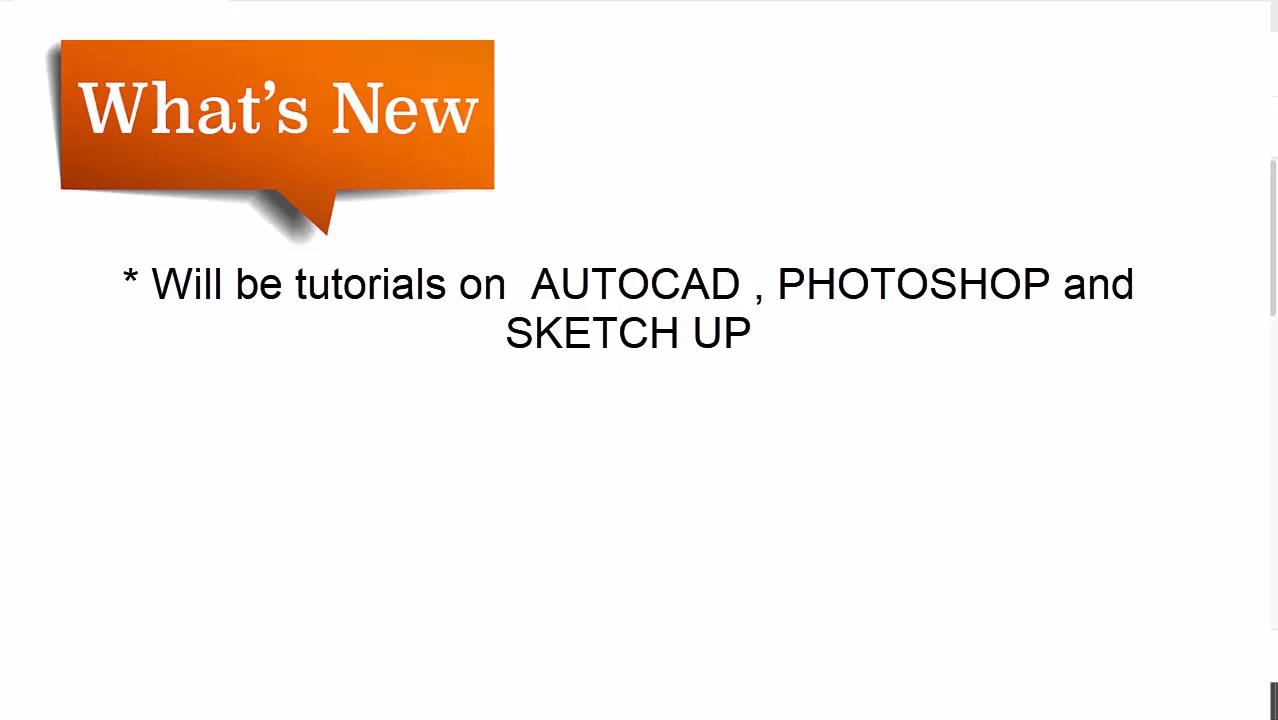 What's New
* Will be tutorials on  AUTOCAD , PHOTOSHOP and
SKETCH UP